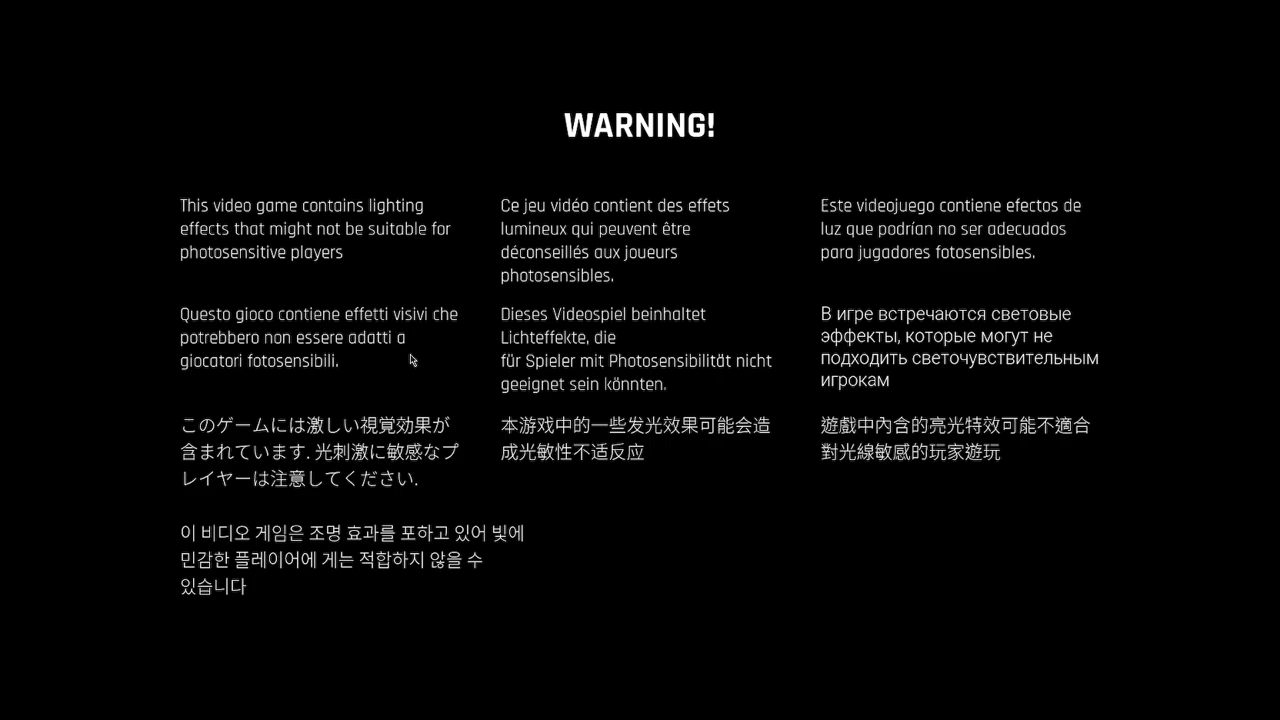 WARNING!
This video game contains lighting
effects that might not be suitable for
photosensitive players
Ce jeu vidéo contient des effets
lumineux qui peuvent être
déconseillés aux joueurs
photosensibles.
Este videojuego contiene efectos de
luz que podrían no ser adecuados
para jugadores fotosensibles.
Questo gioco contiene effetti visivi che
potrebbero non essere adatti a
giocatori fotosensibili.
Dieses Videospiel beinhaltet
Lichteffekte, die
für Spieler mit Photosensibilität nicht
geeignet sein könnten.
В игре встречаются световые
эффекты, которые могут не
подходить светочувствительным
игрокам
このゲームには激しい視覚効果が
含まれています. 光刺激に敏感なプ
レイヤーは注意してください.
本游戏中的一些发光效果可能会造
成光敏性不适反应
遊戲中內含的亮光特效可能不適合
對光線敏感的玩家遊玩
이 비디오 게임은 조명 효과를 포하고 있어 빛에
민감한 플레이어에 게는 적합하지 않을 수
있습니다